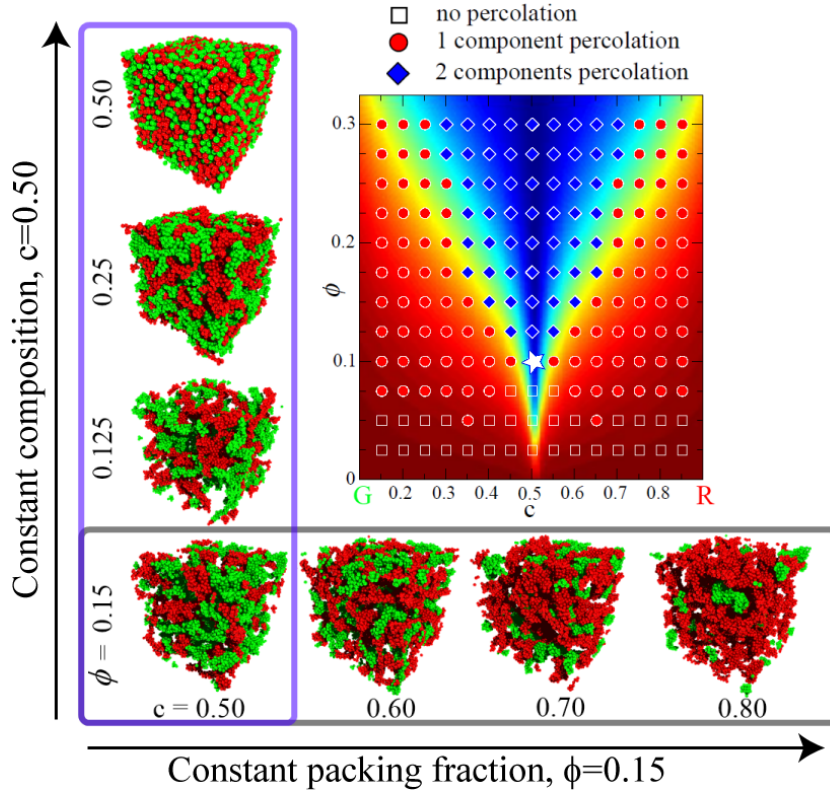 no percolation
1 component percolation
2 components percolation
Constant composition, c=0.50
0.50
0.25
0.125
ϕ = 0.15
ϕ
0.3
0.2
0.1
0
G 0.2 0.3 0.4 0.5 0.6 0.7 0.8 R
c
c = 0.50 0.60 0.70 0.80
Constant packing fraction, ϕ=0.15